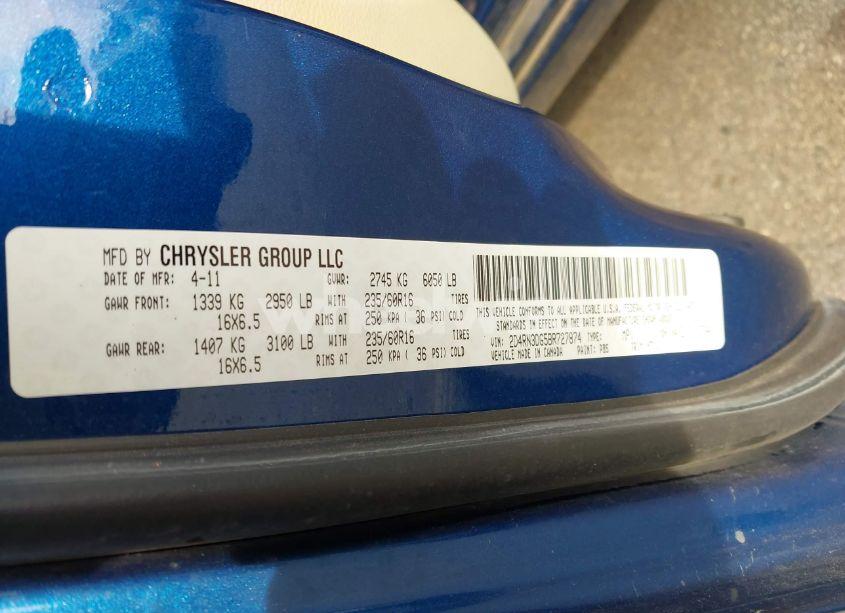 MFD BY CHRYSLER GROUP LLC
DATE OF MFR: 4-11 GVWR: 2745 KG 6050 LB
GAWR FRONT: 1339 KG 2950 LB WITH 235/60R16 TIRES
16X6.5 RIMS AT 250 KPA ( 36 PSI) COLD
GAWR REAR: 1407 KG 3100 LB WITH 235/60R16 TIRES
16X6.5 RIMS AT 250 KPA ( 36 PSI) COLD
THIS VEHICLE CONFORMS TO ALL APPLICABLE U.S.A. FEDERAL
STANDARDS IN EFFECT ON THE DATE OF MANUFACTURE
VIN: 2D4RN3DG5BR727874 TYPE:
VEHICLE MADE IN CANADA PAINT: PB5